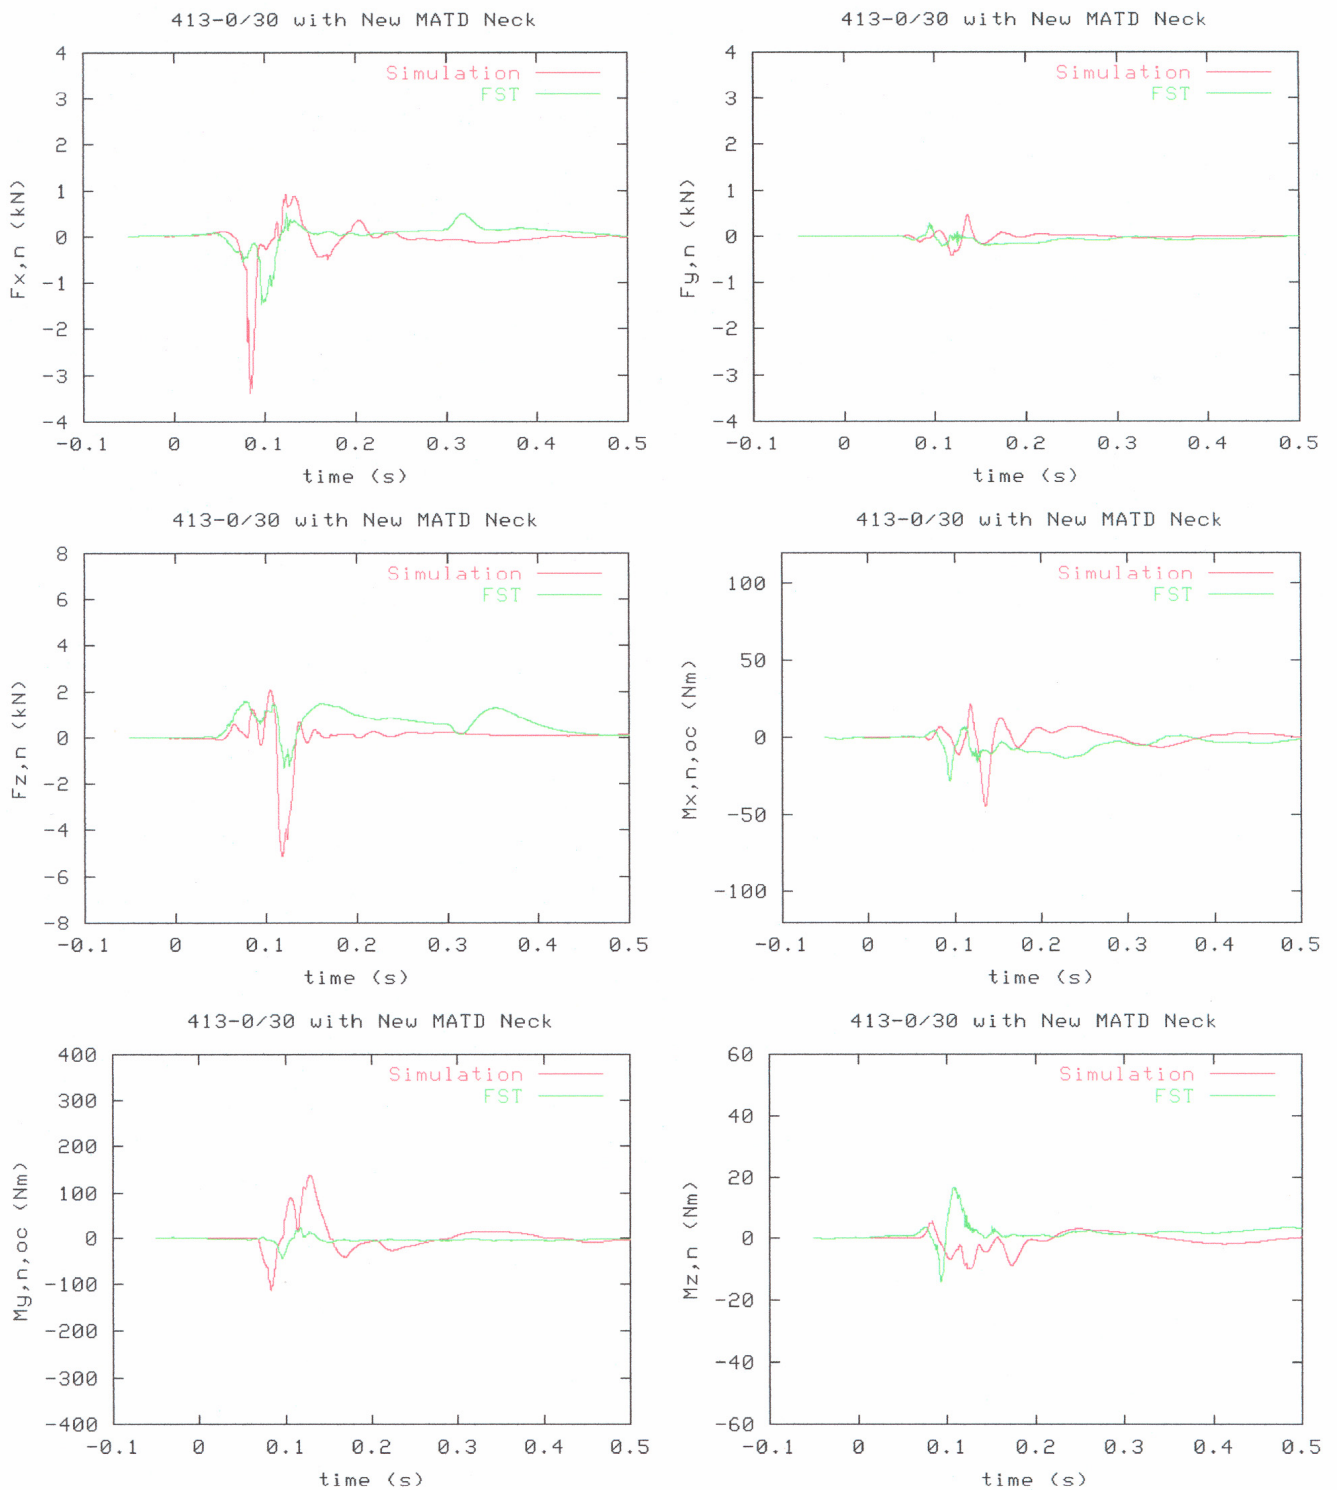 413-0/30 with New MATD Neck
Simulation
FST
4
3
2
1
0
-1
-2
-3
-4
Fx,n (kN)
-0.1 0 0.1 0.2 0.3 0.4 0.5
time (s)
413-0/30 with New MATD Neck
Simulation
FST
4
3
2
1
0
-1
-2
-3
-4
Fy,n (kN)
-0.1 0 0.1 0.2 0.3 0.4 0.5
time (s)
413-0/30 with New MATD Neck
Simulation
FST
8
6
4
2
0
-2
-4
-6
-8
Fz,n (kN)
-0.1 0 0.1 0.2 0.3 0.4 0.5
time (s)
413-0/30 with New MATD Neck
Simulation
FST
100
50
0
-50
-100
Mx,n,oc (Nm)
-0.1 0 0.1 0.2 0.3 0.4 0.5
time (s)
413-0/30 with New MATD Neck
Simulation
FST
400
300
200
100
0
-100
-200
-300
-400
My,n,oc (Nm)
-0.1 0 0.1 0.2 0.3 0.4 0.5
time (s)
413-0/30 with New MATD Neck
Simulation
FST
60
40
20
0
-20
-40
-60
Mz,n (Nm)
-0.1 0 0.1 0.2 0.3 0.4 0.5
time (s)